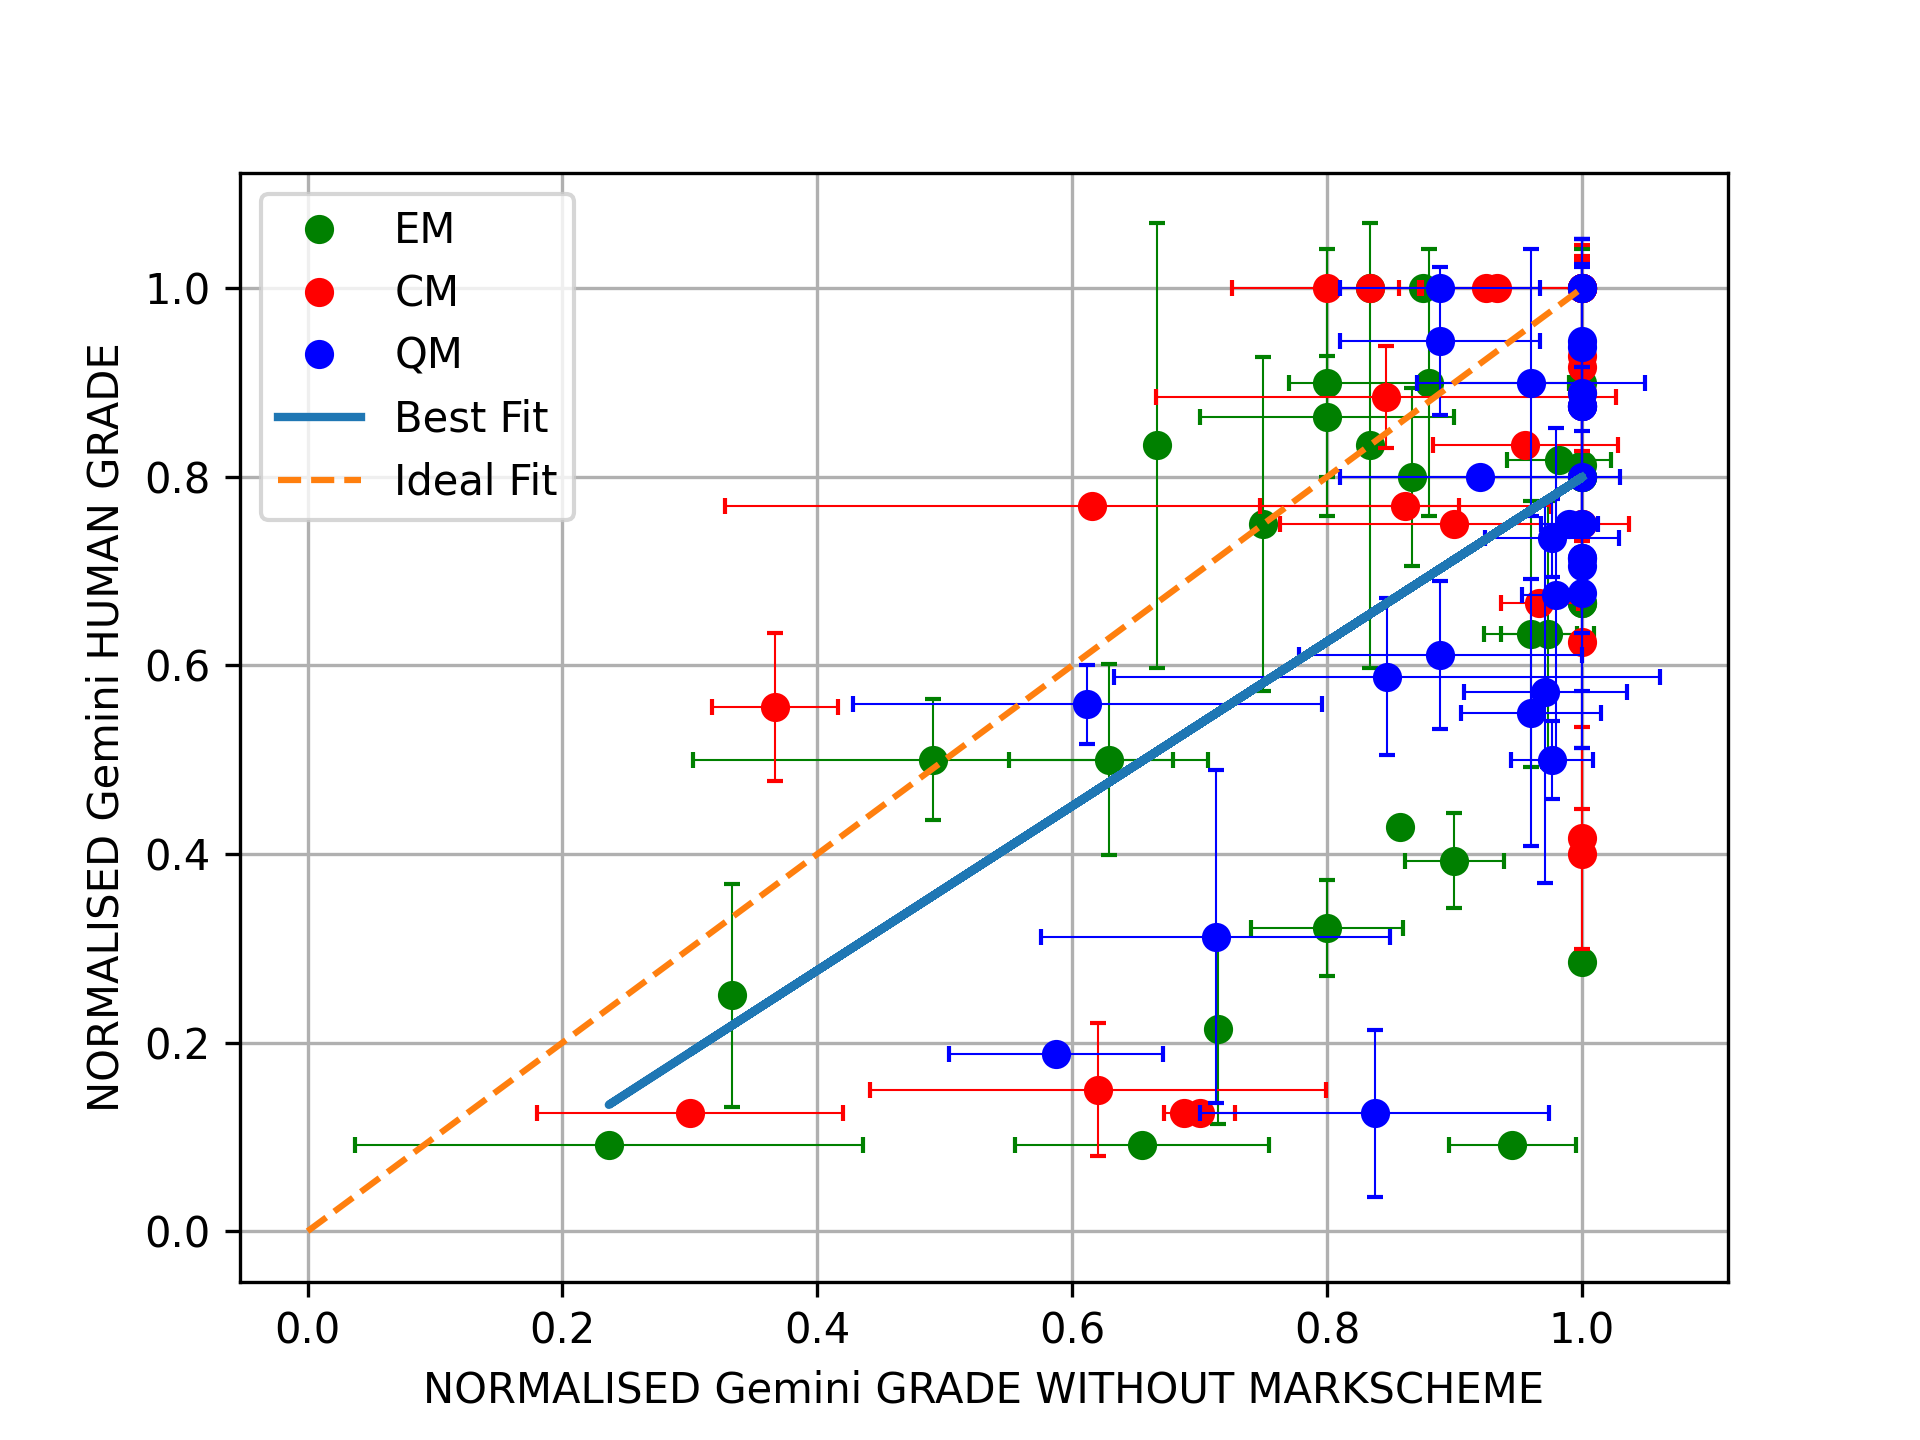 EM
CM
QM
Best Fit
Ideal Fit
NORMALISED Gemini HUMAN GRADE
1.0
0.8
0.6
0.4
0.2
0.0
0.0 0.2 0.4 0.6 0.8 1.0
NORMALISED Gemini GRADE WITHOUT MARKSCHEME